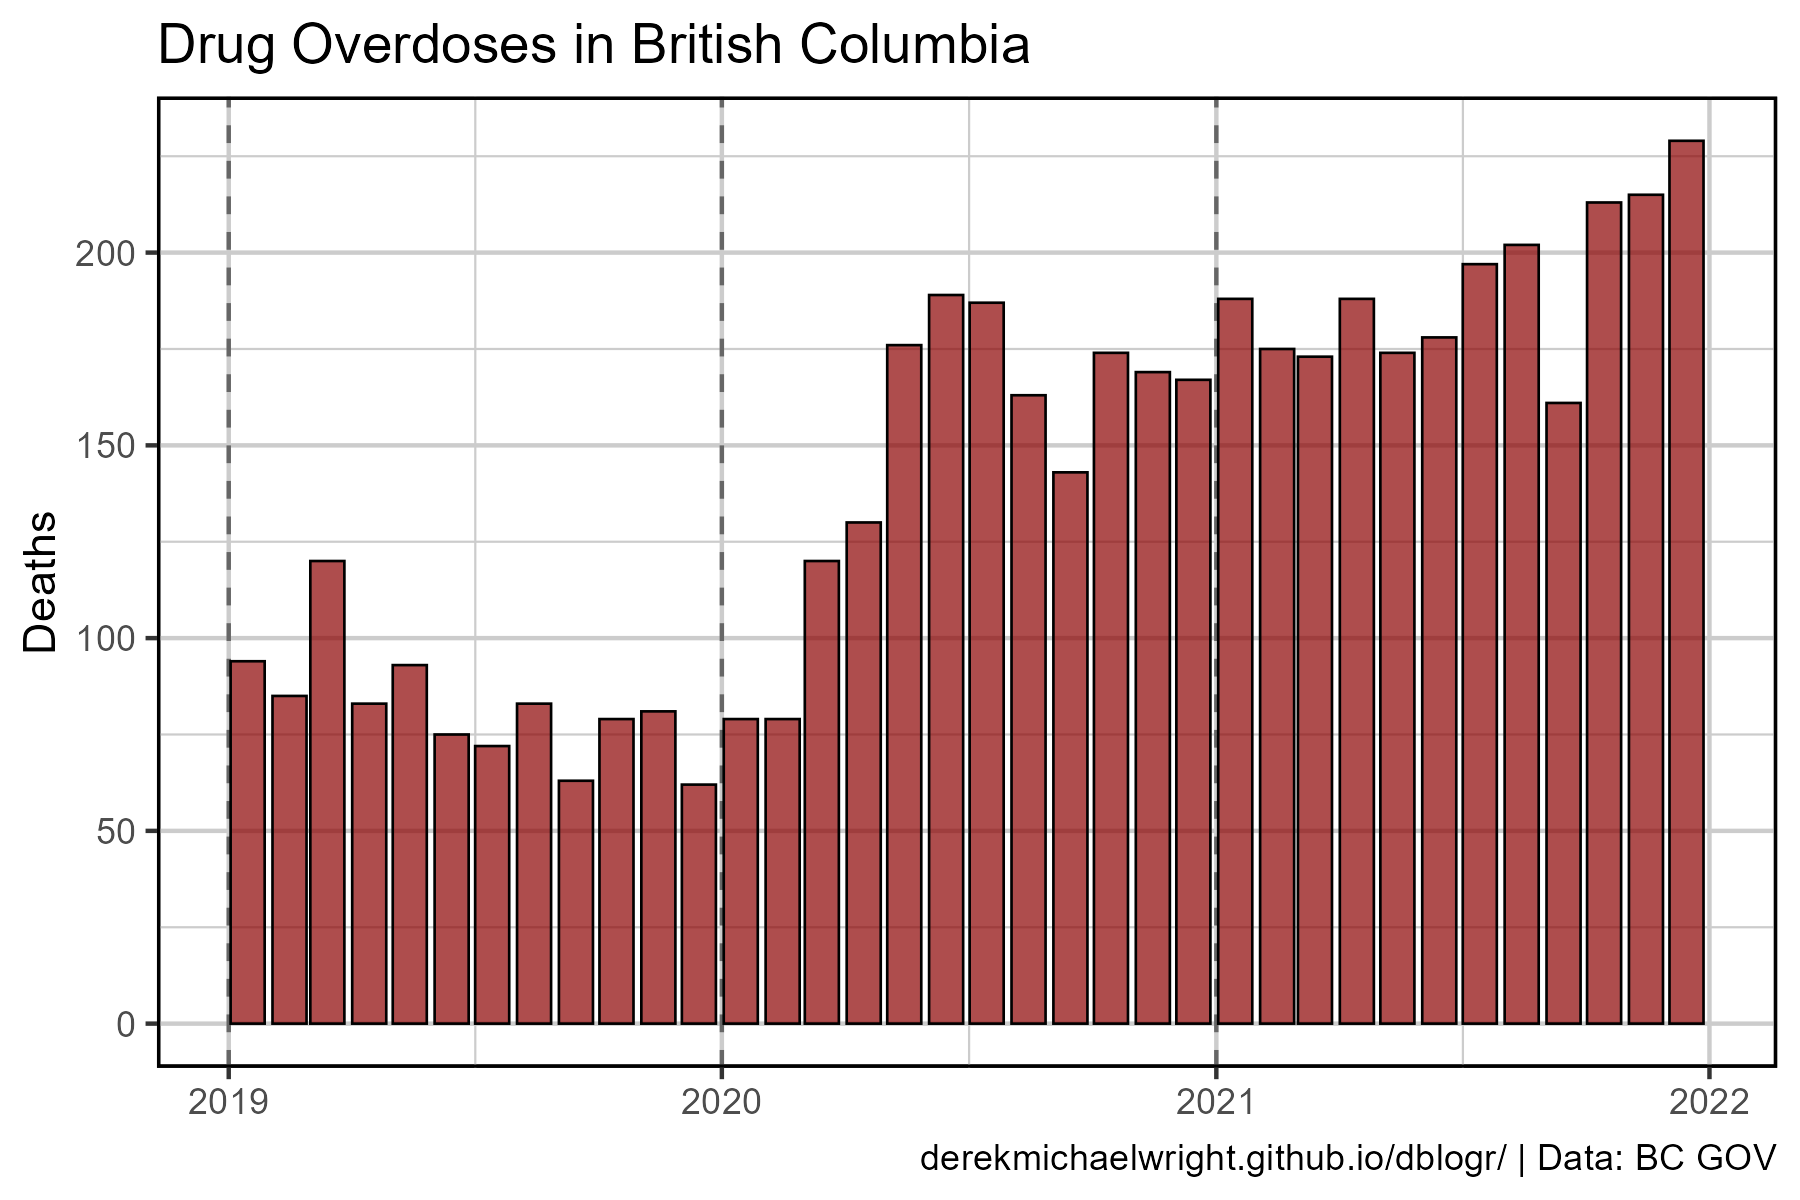 Drug Overdoses in British Columbia
Deaths
200
150
100
50
0
2019 2020 2021 2022
derekmichaelwright.github.io/dblogr/ | Data: BC GOV